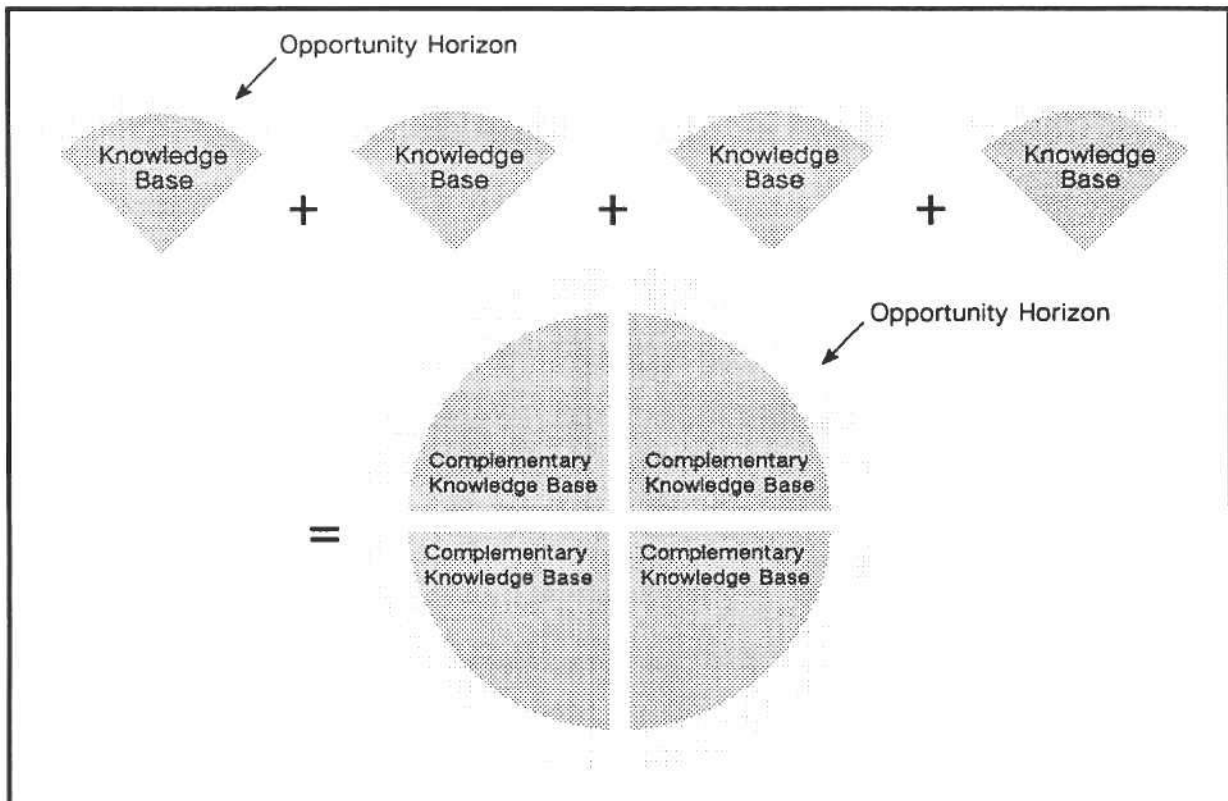 Opportunity Horizon
Knowledge
Base
+
Knowledge
Base
+
Knowledge
Base
+
Knowledge
Base
Opportunity Horizon
=
Complementary
Knowledge Base
Complementary
Knowledge Base
Complementary
Knowledge Base
Complementary
Knowledge Base